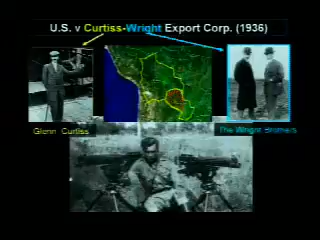 U.S. v Curtiss-Wright Export Corp. (1936)
Glenn Curtiss
The Wright Brothers